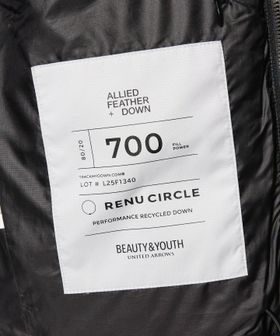 ALLIED
FEATHER
+ DOWN
80/20
700
FILL
POWER
TRACKMYDOWN.COM®
LOT # L25F1340
RENU CIRCLE
PERFORMANCE RECYCLED DOWN
BEAUTY&YOUTH
UNITED ARROWS